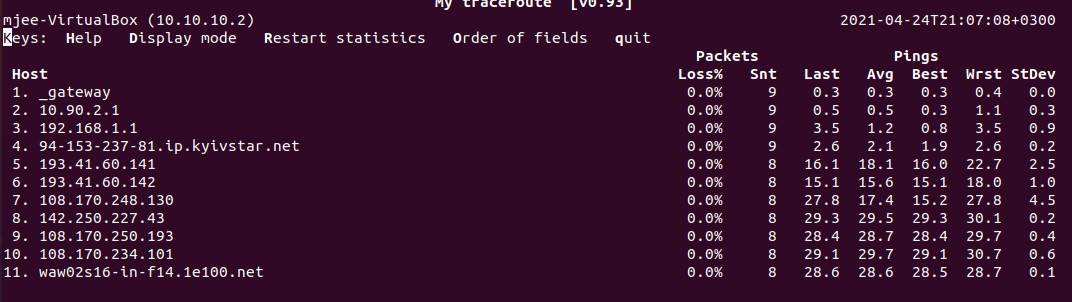 My traceroute [v0.93]
mjee-VirtualBox (10.10.10.2) 2021-04-24T21:07:08+0300
Keys: Help Display mode Restart statistics Order of fields quit
Packets Pings
Host Loss% Snt Last Avg Best Wrst StDev
1. _gateway 0.0% 9 0.3 0.3 0.3 0.4 0.0
2. 10.90.2.1 0.0% 9 0.5 0.5 0.3 1.1 0.3
3. 192.168.1.1 0.0% 9 3.5 1.2 0.8 3.5 0.9
4. 94-153-237-81.ip.kyivstar.net 0.0% 9 2.6 2.1 1.9 2.6 0.2
5. 193.41.60.141 0.0% 8 16.1 18.1 16.0 22.7 2.5
6. 193.41.60.142 0.0% 8 15.1 15.6 15.1 18.0 1.0
7. 108.170.248.130 0.0% 8 27.8 17.4 15.2 27.8 4.5
8. 142.250.227.43 0.0% 8 29.3 29.5 29.3 30.1 0.2
9. 108.170.250.193 0.0% 8 28.4 28.7 28.4 29.7 0.4
10. 108.170.234.101 0.0% 8 29.1 29.7 29.1 30.7 0.6
11. waw02s16-in-f14.1e100.net 0.0% 8 28.6 28.6 28.5 28.7 0.1